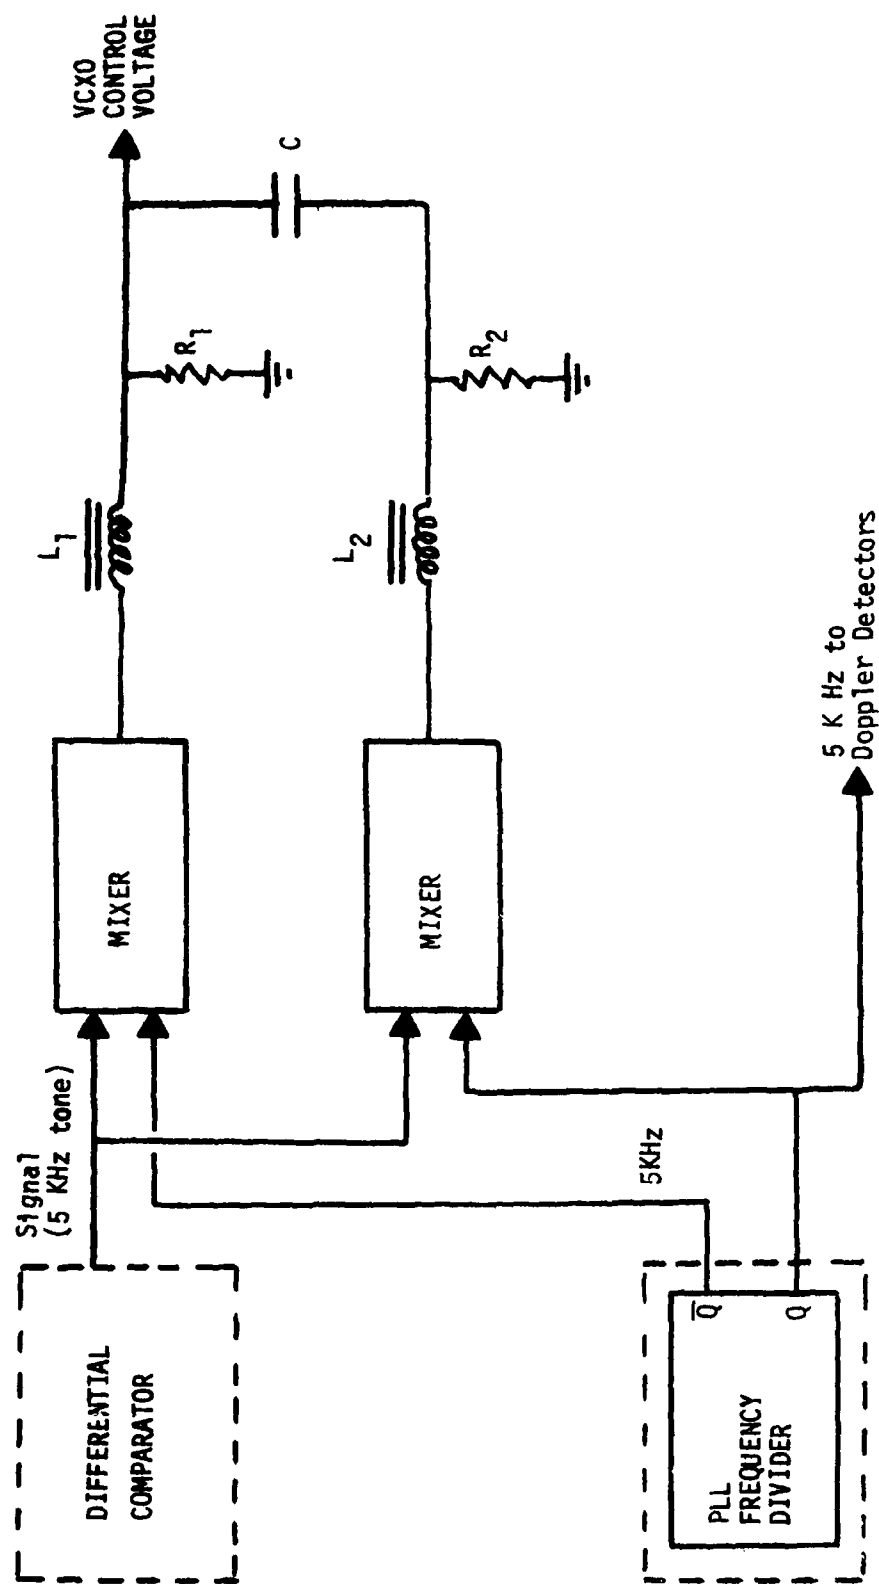 DIFFERENTIAL
COMPARATOR
Signal
(5 KHz tone)
MIXER
L1
R1
C
VCXO
CONTROL
VOLTAGE
MIXER
L2
R2
PLL
FREQUENCY
DIVIDER
Q̅
Q
5KHz
5 K Hz to
Doppler Detectors